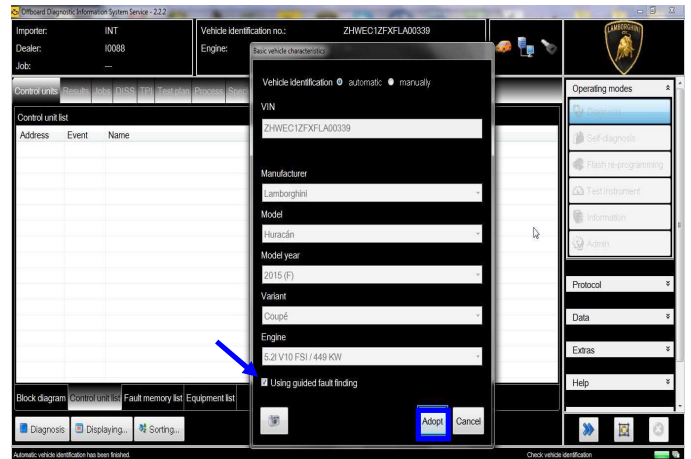 Offboard Diagnostic Information System Service - 2.2.2
Importer: INT
Dealer: I0088
Job: ---
Vehicle identification no.: ZHWEC1ZFXFLA00339
Engine:
LAMBORGHINI
Control units Results Jobs DISS TPI Test plan Process Speci
Control unit list
Address Event Name
Basic vehicle characteristics
Vehicle identification automatic manually
VIN
ZHWEC1ZFXFLA00339
Manufacturer
Lamborghini
Model
Huracán
Model year
2015 (F)
Variant
Coupé
Engine
5.2l V10 FSI / 449 KW
Using guided fault finding
Adopt Cancel
Operating modes
Diagnosis
Self-diagnosis
Flash re-programming
Test instrument
Information
Admin
Protocol
Data
Extras
Help
Block diagram Control unit list Fault memory list Equipment list
Diagnosis Displaying... Sorting...
Automatic vehicle identification has been finished.
Check vehicle identification